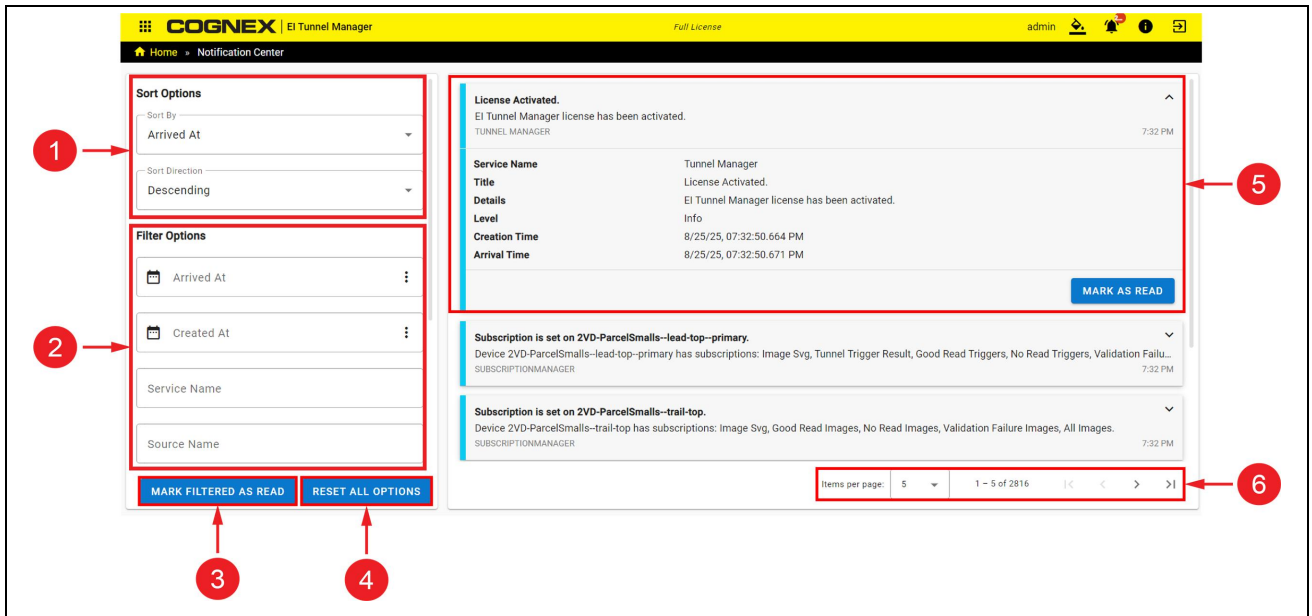 COGNEX EI Tunnel Manager
Full License
admin
Home » Notification Center
Sort Options
Sort By
Arrived At
Sort Direction
Descending
Filter Options
Arrived At
Created At
Service Name
Source Name
MARK FILTERED AS READ
RESET ALL OPTIONS
License Activated.
EI Tunnel Manager license has been activated.
TUNNEL MANAGER 7:32 PM
Service Name Tunnel Manager
Title License Activated.
Details EI Tunnel Manager license has been activated.
Level Info
Creation Time 8/25/25, 07:32:50.664 PM
Arrival Time 8/25/25, 07:32:50.671 PM
MARK AS READ
Subscription is set on 2VD-ParcelSmalls--lead-top--primary.
Device 2VD-ParcelSmalls--lead-top--primary has subscriptions: Image Svg, Tunnel Trigger Result, Good Read Triggers, No Read Triggers, Validation Failu...
SUBSCRIPTIONMANAGER 7:32 PM
Subscription is set on 2VD-ParcelSmalls--trail-top.
Device 2VD-ParcelSmalls--trail-top has subscriptions: Image Svg, Good Read Images, No Read Images, Validation Failure Images, All Images.
SUBSCRIPTIONMANAGER 7:32 PM
Items per page: 5 1 – 5 of 2816
1
2
3
4
5
6